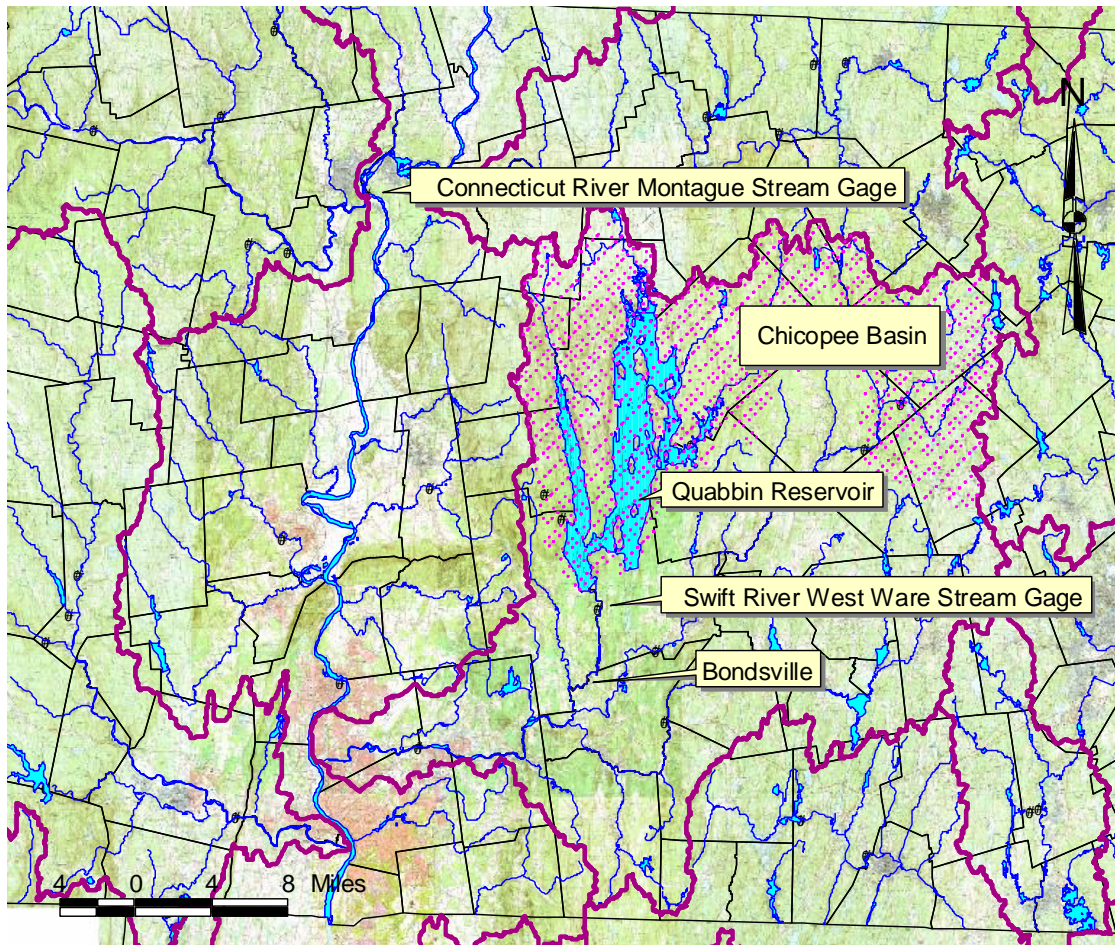 N
Connecticut River Montague Stream Gage
Chicopee Basin
Quabbin Reservoir
Swift River West Ware Stream Gage
Bondsville
4 0 4 8 Miles